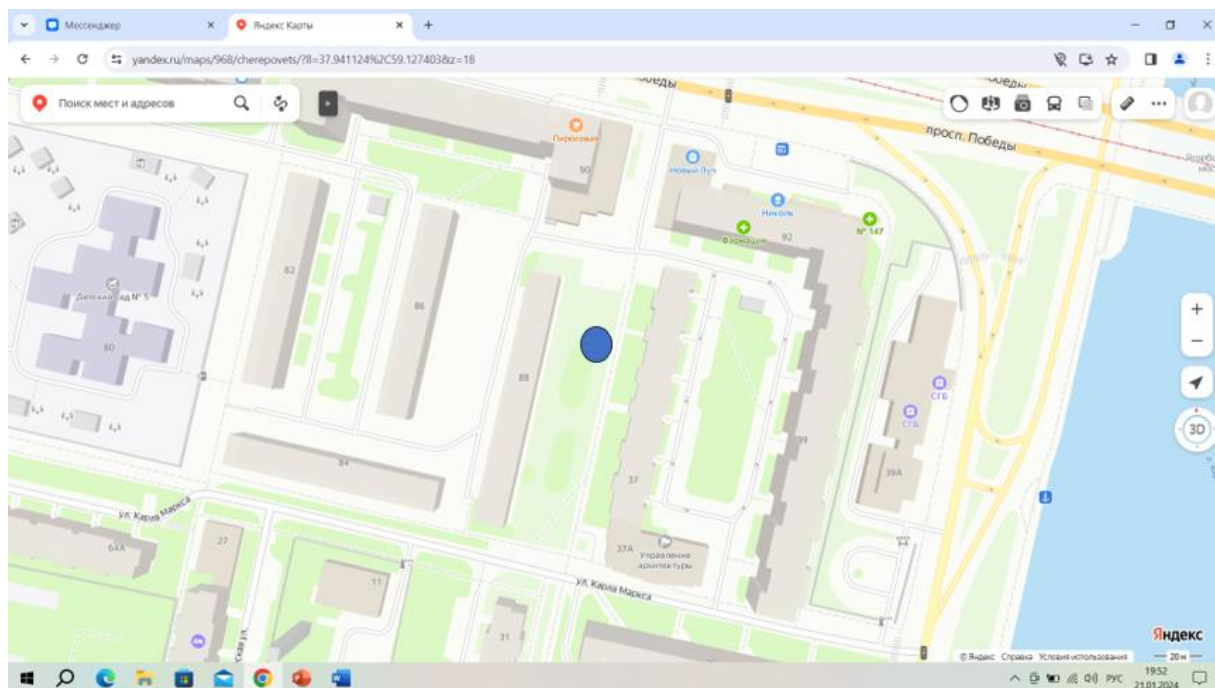 Мессенджер
Яндекс Карты
yandex.ru/maps/968/cherepovets/?ll=37.941124%2C59.127403&z=18
Поиск мест и адресов
Победы
просп. Победы
Пироговая
90
Новый Луч
Николь
92
Фармация
№ 147
82
86
Детский сад № 5
80
88
3D
СГБ
СГБ
84
39
39А
37
ул. Карла Маркса
64А
27
37А
Управление
архитектуры
11
ул. Карла Маркса
31
Яндекс
© Яндекс Справка Условия использования
20 м
РУС
19:52
21.01.2024